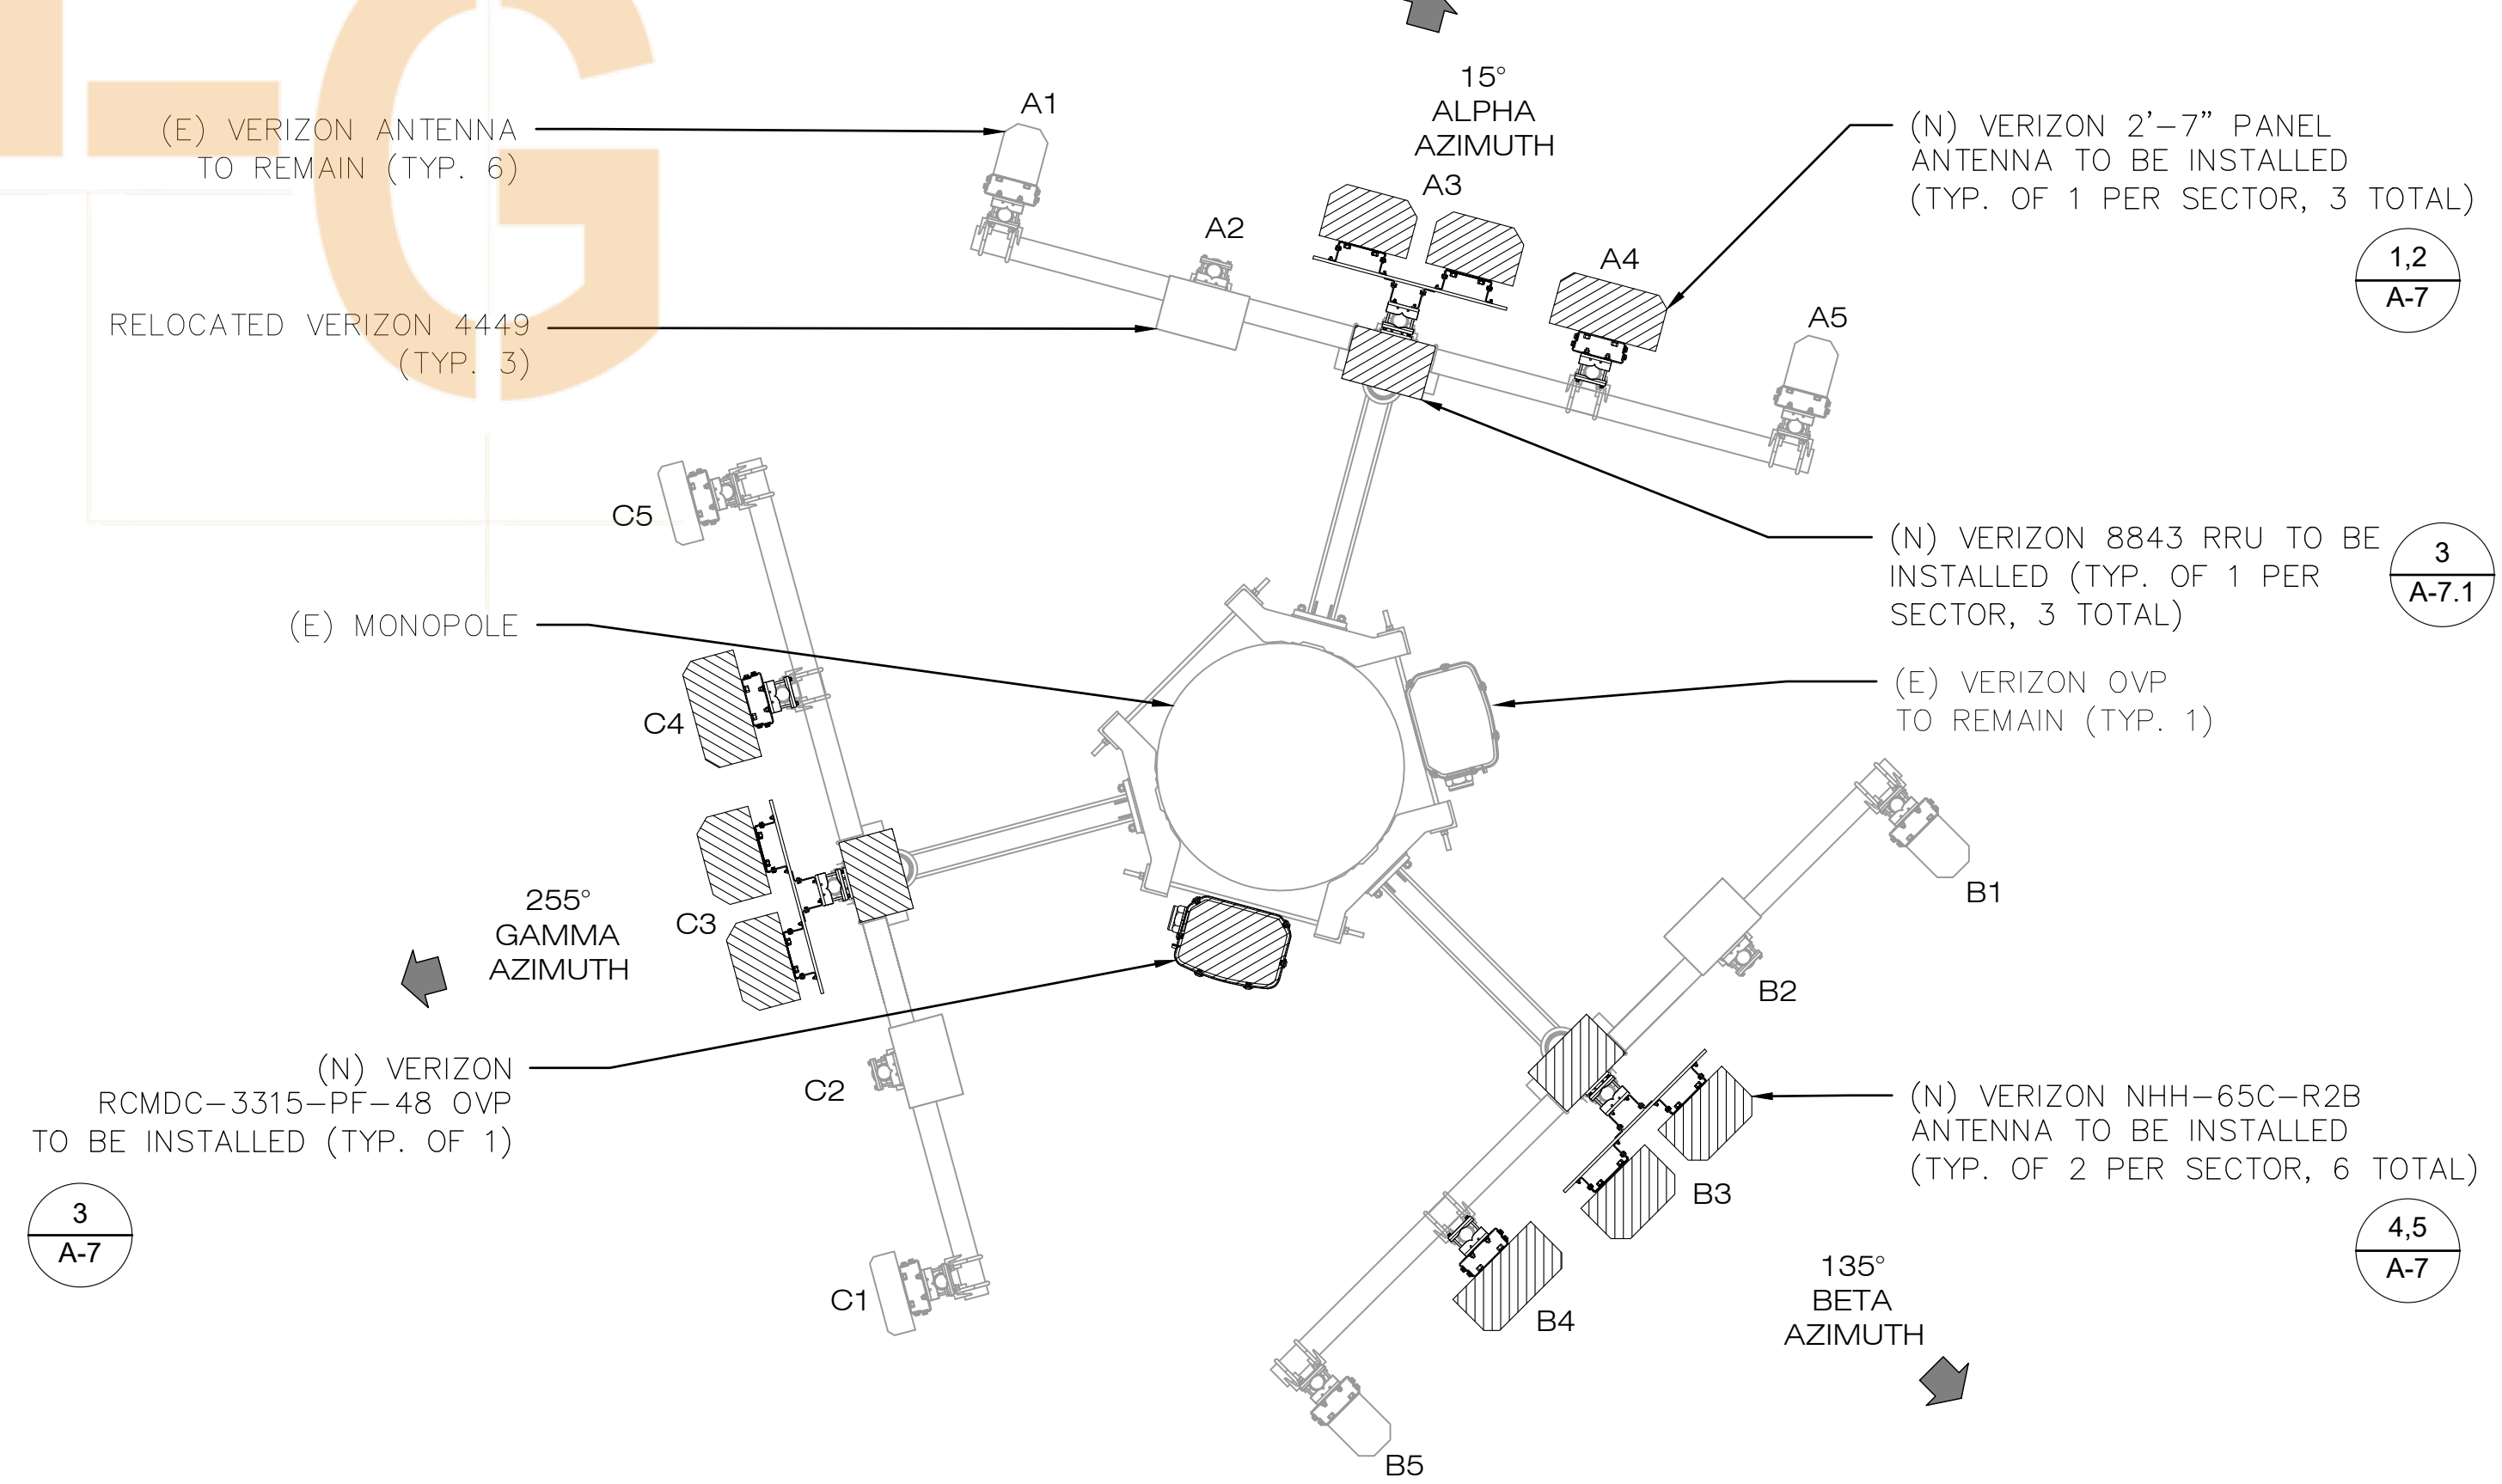 G
15°
ALPHA
AZIMUTH
A1
A2
A3
A4
A5
(E) VERIZON ANTENNA
TO REMAIN (TYP. 6)
(N) VERIZON 2’–7” PANEL
ANTENNA TO BE INSTALLED
(TYP. OF 1 PER SECTOR, 3 TOTAL)
1,2
A-7
RELOCATED VERIZON 4449
(TYP. 3)
(N) VERIZON 8843 RRU TO BE
INSTALLED (TYP. OF 1 PER
SECTOR, 3 TOTAL)
3
A-7.1
C5
(E) MONOPOLE
(E) VERIZON OVP
TO REMAIN (TYP. 1)
C4
C3
255°
GAMMA
AZIMUTH
B1
B2
(N) VERIZON
RCMDC–3315–PF–48 OVP
TO BE INSTALLED (TYP. OF 1)
3
A-7
C2
C1
(N) VERIZON NHH–65C–R2B
ANTENNA TO BE INSTALLED
(TYP. OF 2 PER SECTOR, 6 TOTAL)
4,5
A-7
B3
B4
135°
BETA
AZIMUTH
B5